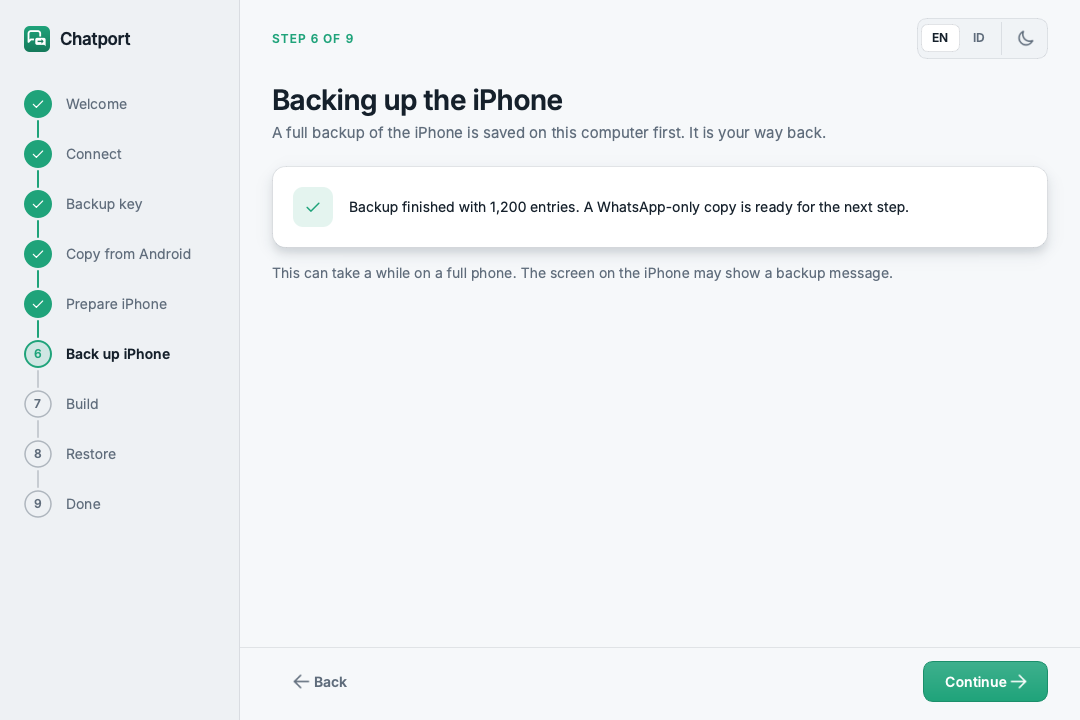 Chatport
Welcome
Connect
Backup key
Copy from Android
Prepare iPhone
6 Back up iPhone
7 Build
8 Restore
9 Done
STEP 6 OF 9
EN ID
Backing up the iPhone
A full backup of the iPhone is saved on this computer first. It is your way back.
Backup finished with 1,200 entries. A WhatsApp-only copy is ready for the next step.
This can take a while on a full phone. The screen on the iPhone may show a backup message.
Back
Continue